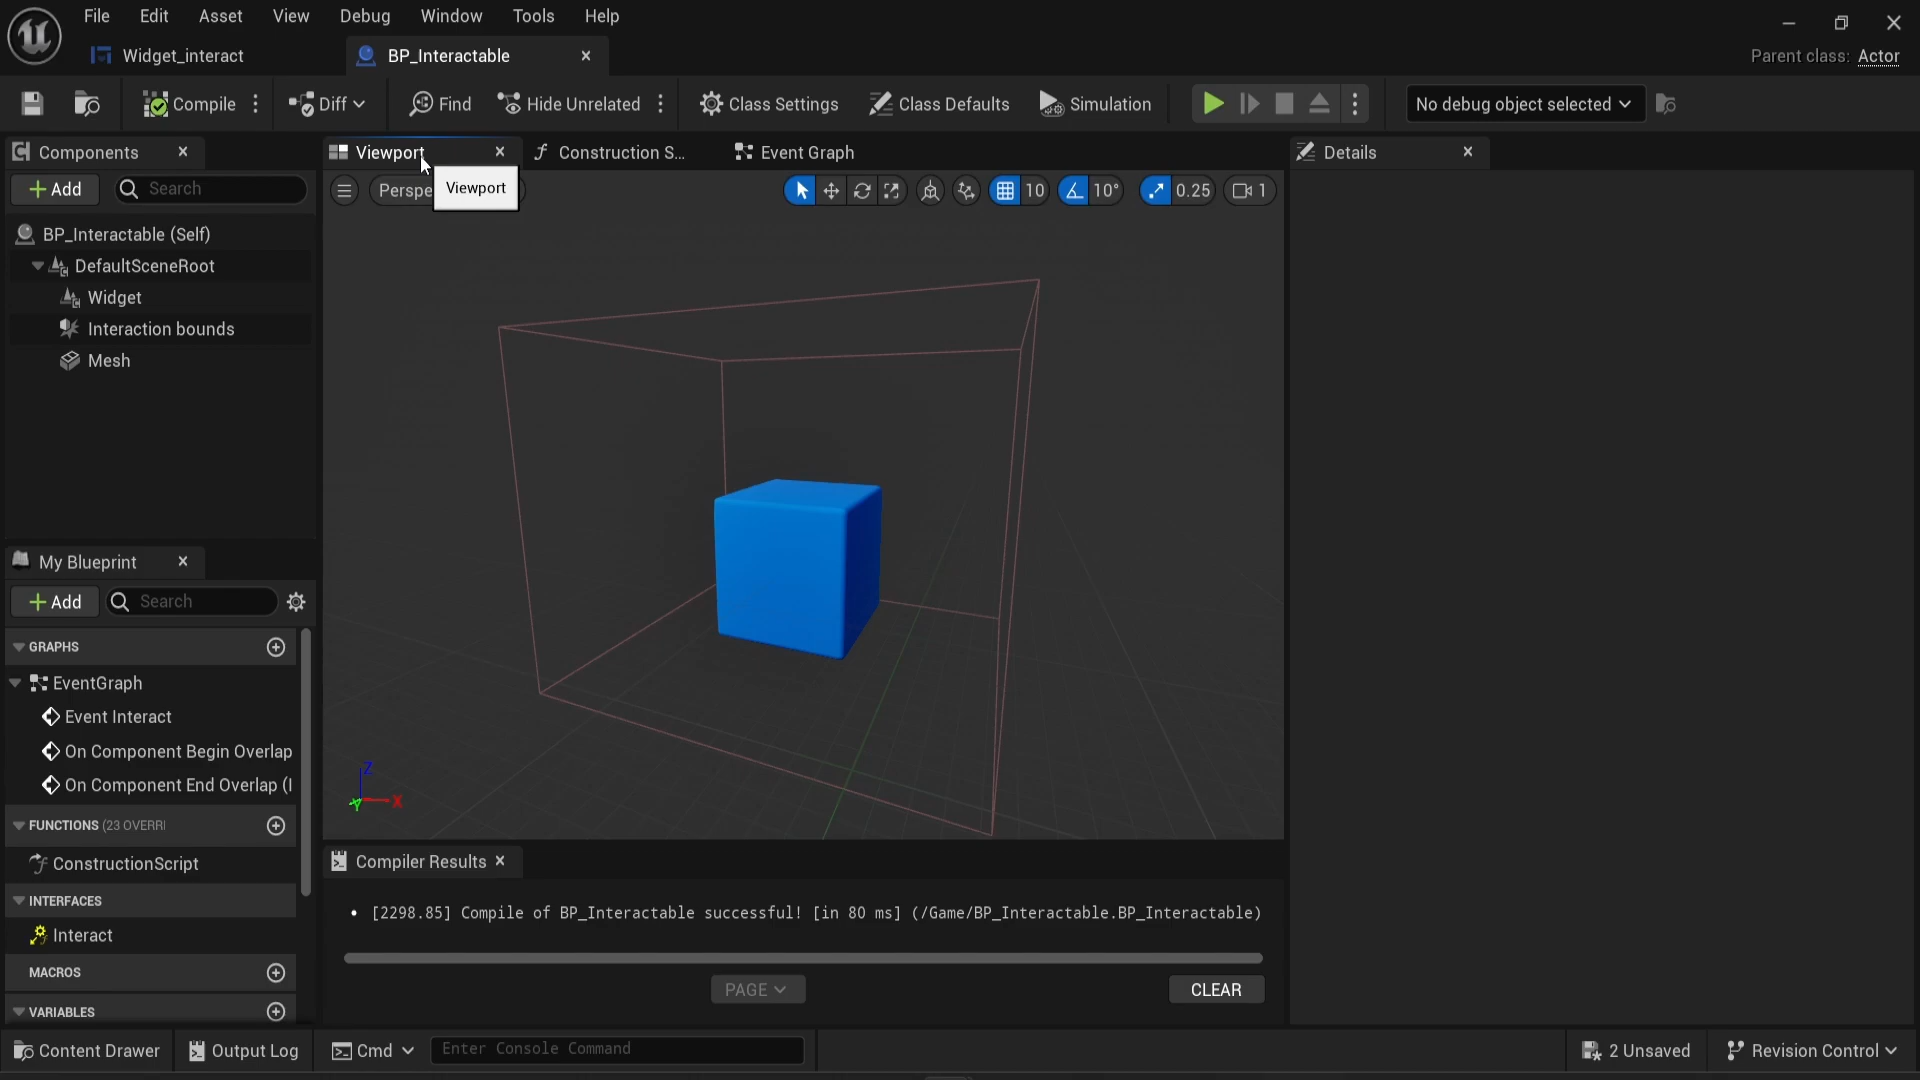 File Edit Asset View Debug Window Tools Help
Widget_interact
BP_Interactable
Parent class: Actor
Compile
Diff
Find
Hide Unrelated
Class Settings
Class Defaults
Simulation
No debug object selected
Components
Viewport
Construction S...
Event Graph
Details
Add
Search
Perspe
Viewport
10
10°
0.25
1
BP_Interactable (Self)
DefaultSceneRoot
Widget
Interaction bounds
Mesh
Z
Y
X
My Blueprint
Add
Search
GRAPHS
EventGraph
Event Interact
On Component Begin Overlap
On Component End Overlap (I
FUNCTIONS (23 OVERRI
ConstructionScript
INTERFACES
Interact
MACROS
VARIABLES
Compiler Results
• [2298.85] Compile of BP_Interactable successful! [in 80 ms] (/Game/BP_Interactable.BP_Interactable)
PAGE
CLEAR
Content Drawer
Output Log
Cmd
Enter Console Command
2 Unsaved
Revision Control